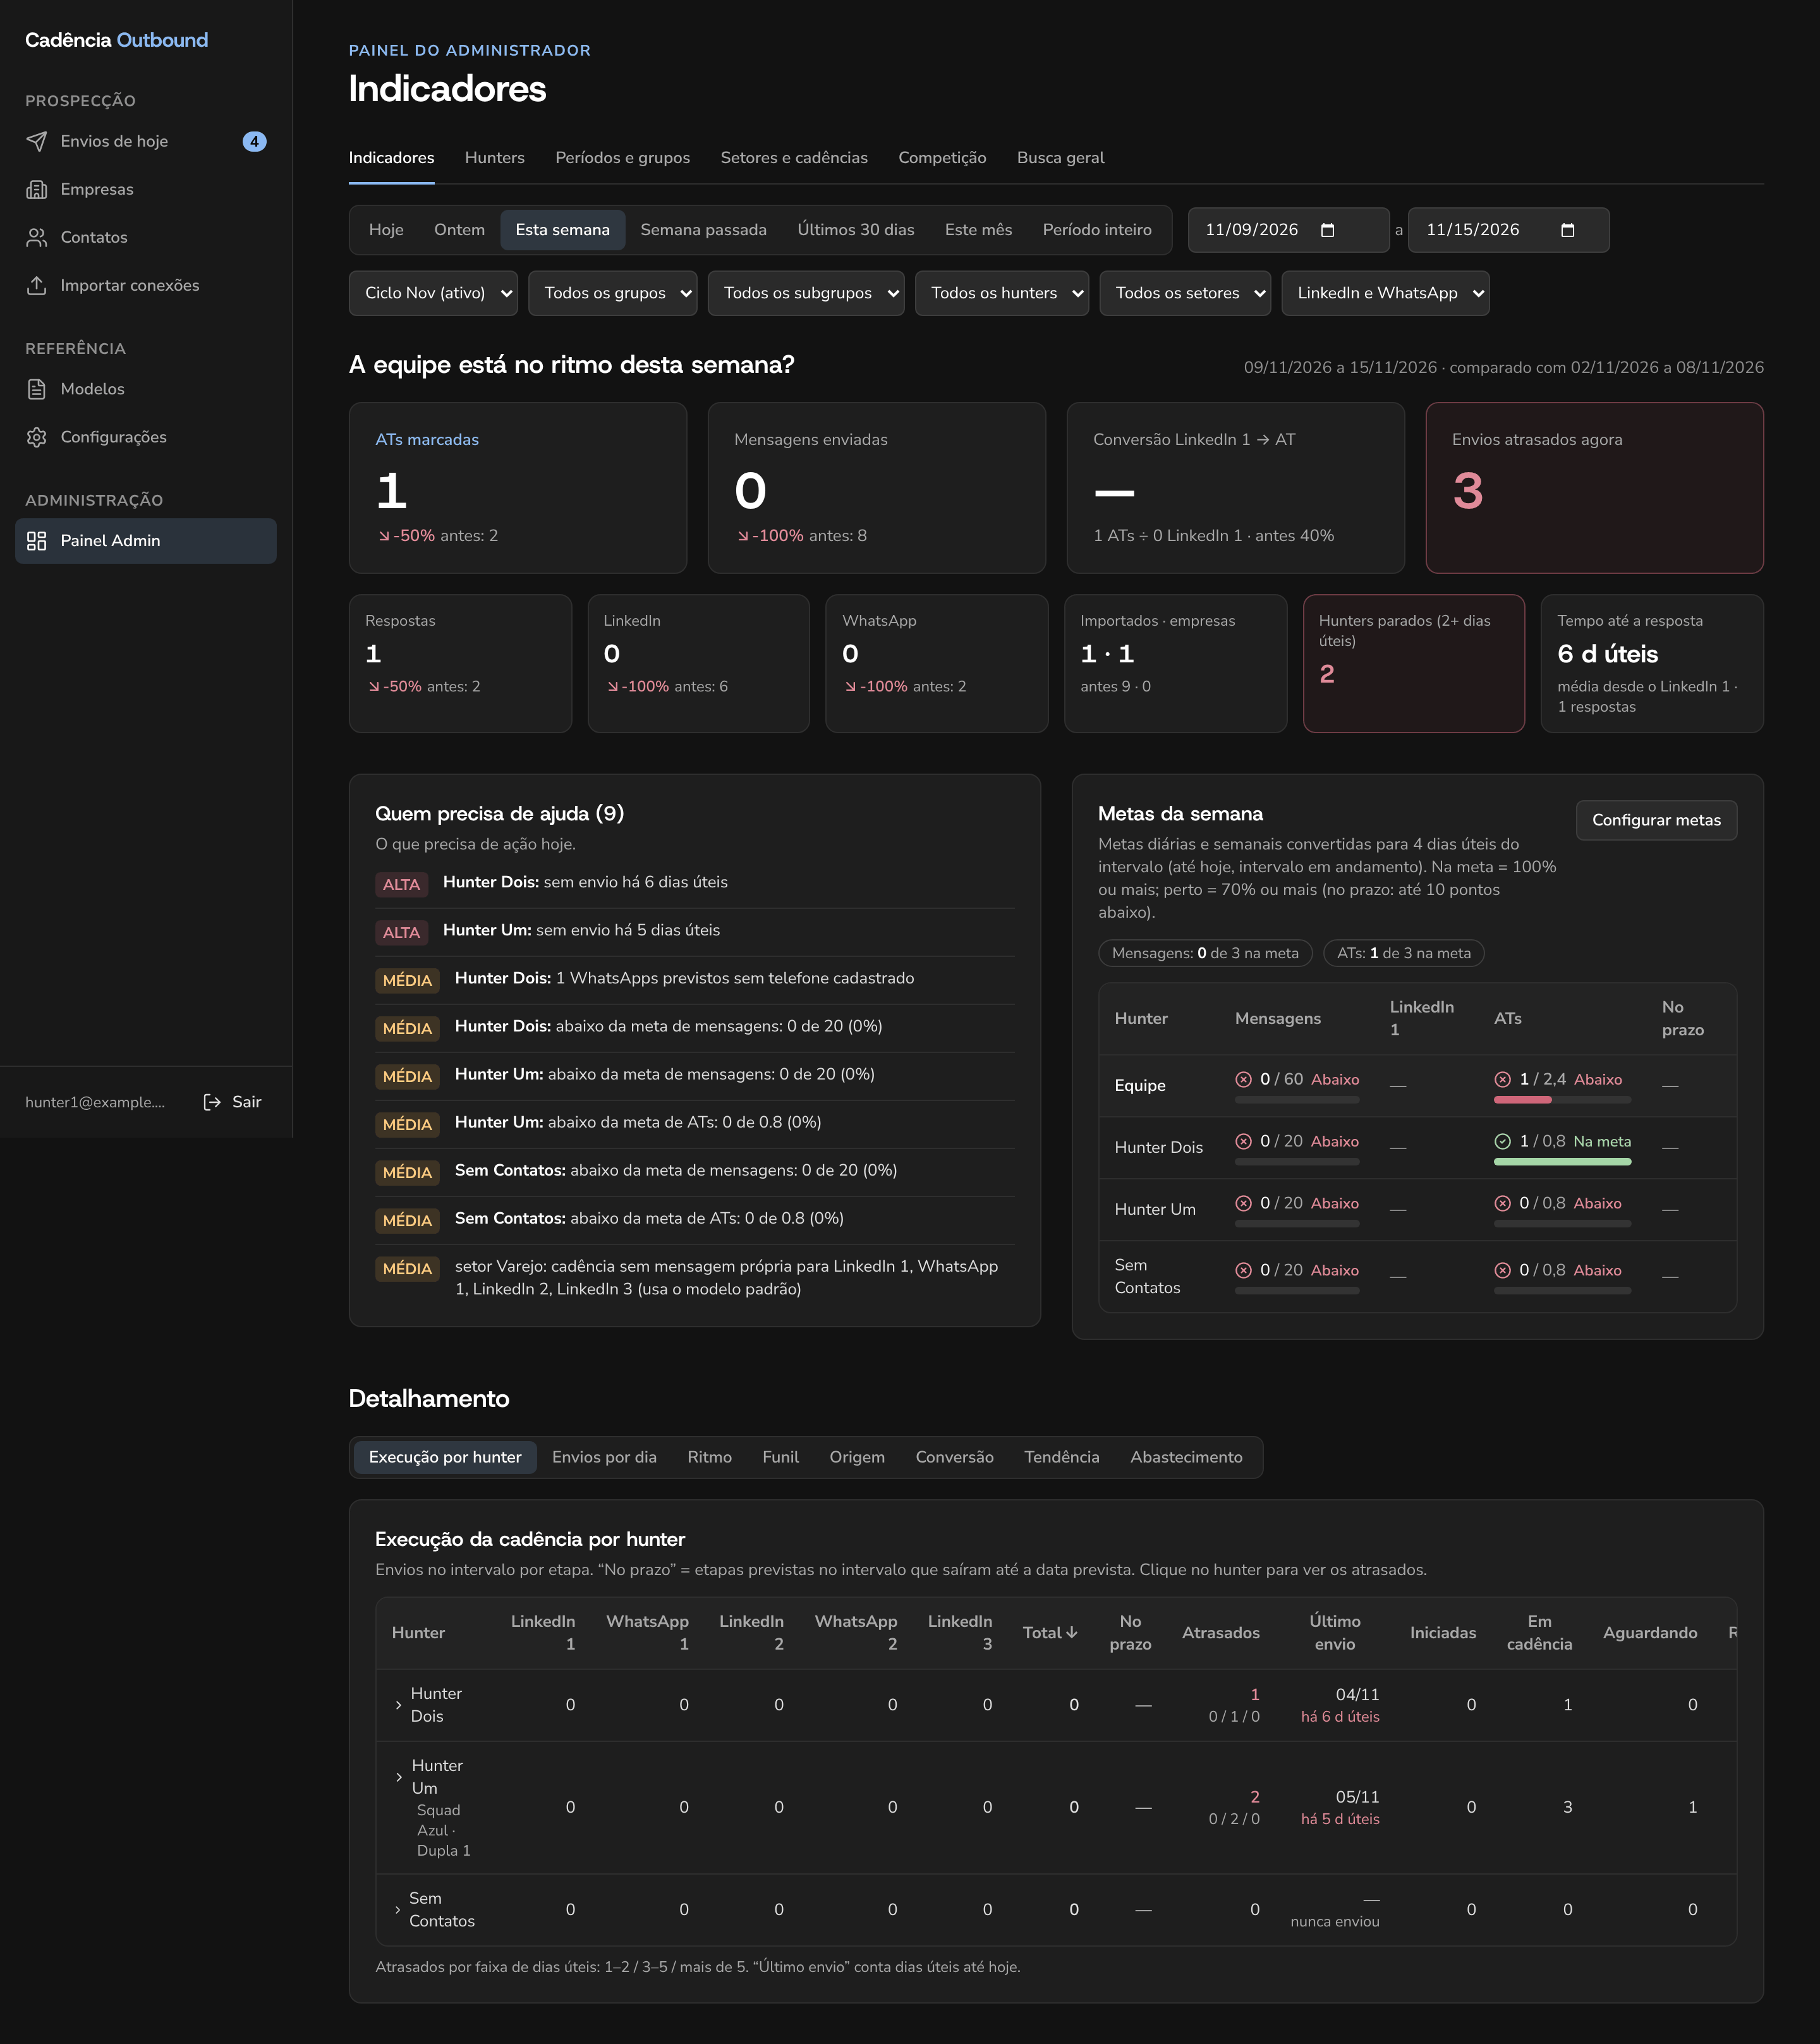 Cadência Outbound
PROSPECÇÃO
Envios de hoje 4
Empresas
Contatos
Importar conexões
REFERÊNCIA
Modelos
Configurações
ADMINISTRAÇÃO
Painel Admin
hunter1@example.... Sair
PAINEL DO ADMINISTRADOR
Indicadores
Indicadores Hunters Períodos e grupos Setores e cadências Competição Busca geral
Hoje Ontem Esta semana Semana passada Últimos 30 dias Este mês Período inteiro 11/09/2026 a 11/15/2026
Ciclo Nov (ativo) Todos os grupos Todos os subgrupos Todos os hunters Todos os setores LinkedIn e WhatsApp
A equipe está no ritmo desta semana? 09/11/2026 a 15/11/2026 · comparado com 02/11/2026 a 08/11/2026
ATs marcadas
1
↘ -50% antes: 2
Mensagens enviadas
0
↘ -100% antes: 8
Conversão LinkedIn 1 → AT
—
1 ATs ÷ 0 LinkedIn 1 · antes 40%
Envios atrasados agora
3
Respostas
1
↘ -50% antes: 2
LinkedIn
0
↘ -100% antes: 6
WhatsApp
0
↘ -100% antes: 2
Importados · empresas
1 · 1
antes 9 · 0
Hunters parados (2+ dias
úteis)
2
Tempo até a resposta
6 d úteis
média desde o LinkedIn 1 ·
1 respostas
Quem precisa de ajuda (9)
O que precisa de ação hoje.
ALTA Hunter Dois: sem envio há 6 dias úteis
ALTA Hunter Um: sem envio há 5 dias úteis
MÉDIA Hunter Dois: 1 WhatsApps previstos sem telefone cadastrado
MÉDIA Hunter Dois: abaixo da meta de mensagens: 0 de 20 (0%)
MÉDIA Hunter Um: abaixo da meta de mensagens: 0 de 20 (0%)
MÉDIA Hunter Um: abaixo da meta de ATs: 0 de 0.8 (0%)
MÉDIA Sem Contatos: abaixo da meta de mensagens: 0 de 20 (0%)
MÉDIA Sem Contatos: abaixo da meta de ATs: 0 de 0.8 (0%)
MÉDIA setor Varejo: cadência sem mensagem própria para LinkedIn 1, WhatsApp
1, LinkedIn 2, LinkedIn 3 (usa o modelo padrão)
Metas da semana
Configurar metas
Metas diárias e semanais convertidas para 4 dias úteis do
intervalo (até hoje, intervalo em andamento). Na meta = 100%
ou mais; perto = 70% ou mais (no prazo: até 10 pontos
abaixo).
Mensagens: 0 de 3 na meta ATs: 1 de 3 na meta
Hunter Mensagens LinkedIn 1 ATs No prazo
Equipe 0 / 60 Abaixo — 1 / 2,4 Abaixo —
Hunter Dois 0 / 20 Abaixo — 1 / 0,8 Na meta —
Hunter Um 0 / 20 Abaixo — 0 / 0,8 Abaixo —
Sem Contatos 0 / 20 Abaixo — 0 / 0,8 Abaixo —
Detalhamento
Execução por hunter Envios por dia Ritmo Funil Origem Conversão Tendência Abastecimento
Execução da cadência por hunter
Envios no intervalo por etapa. “No prazo” = etapas previstas no intervalo que saíram até a data prevista. Clique no hunter para ver os atrasados.
Hunter LinkedIn 1 WhatsApp 1 LinkedIn 2 WhatsApp 2 LinkedIn 3 Total ↓ No prazo Atrasados Último envio Iniciadas Em cadência Aguardando
Hunter Dois 0 0 0 0 0 0 — 1 04/11 0 1 0
0 / 1 / 0 há 6 d úteis
Hunter Um 0 0 0 0 0 0 — 2 05/11 0 3 1
Squad Azul · Dupla 1 0 / 2 / 0 há 5 d úteis
Sem Contatos 0 0 0 0 0 0 — 0 — 0 0 0
nunca enviou
Atrasados por faixa de dias úteis: 1–2 / 3–5 / mais de 5. “Último envio” conta dias úteis até hoje.